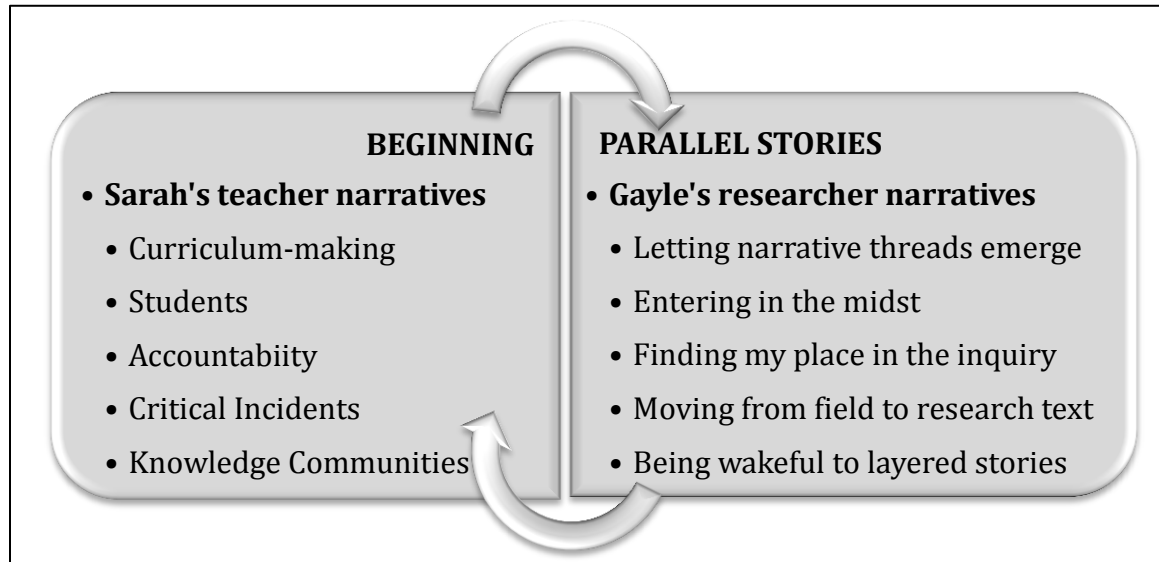 BEGINNING
• Sarah's teacher narratives
• Curriculum-making
• Students
• Accountabiity
• Critical Incidents
• Knowledge Communities
PARALLEL STORIES
• Gayle's researcher narratives
• Letting narrative threads emerge
• Entering in the midst
• Finding my place in the inquiry
• Moving from field to research text
• Being wakeful to layered stories